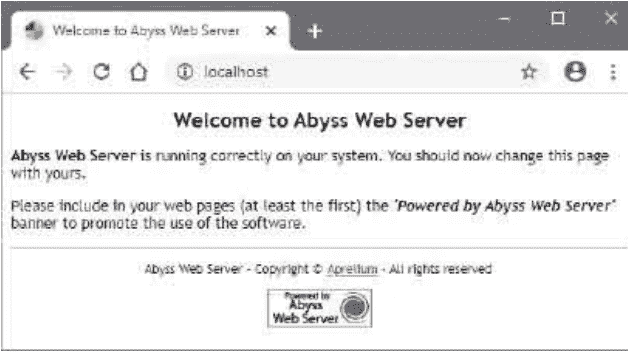 Welcome to Abyss Web Server
localhost
Welcome to Abyss Web Server
Abyss Web Server is running correctly on your system. You should now change this page
with yours.
Please include in your web pages (at least the first) the "Powered by Abyss Web Server"
banner to promote the use of the software.
Abyss Web Server - Copyright © Aprelium - All rights reserved
Powered by
Abyss
Web Server